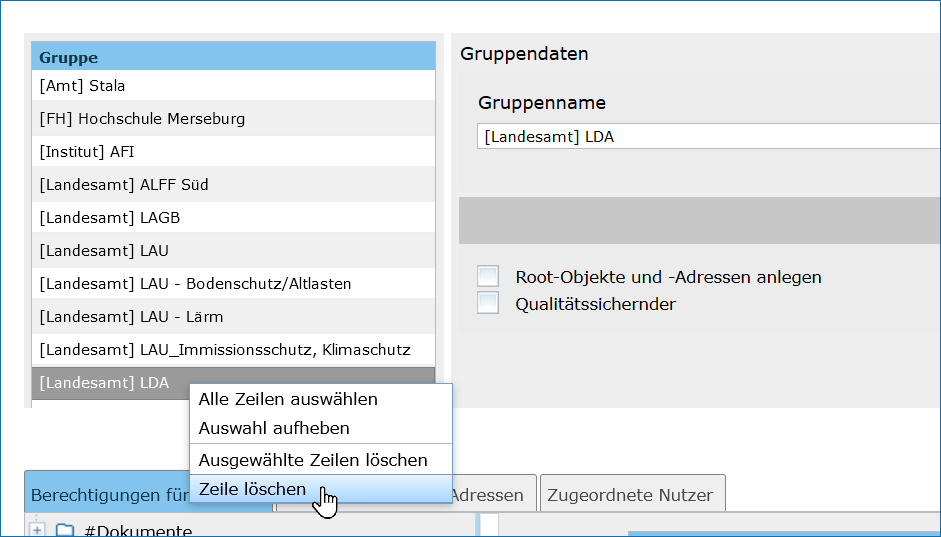 Gruppe
[Amt] Stala
[FH] Hochschule Merseburg
[Institut] AFI
[Landesamt] ALFF Süd
[Landesamt] LAGB
[Landesamt] LAU
[Landesamt] LAU - Bodenschutz/Altlasten
[Landesamt] LAU - Lärm
[Landesamt] LAU_Immissionsschutz, Klimaschutz
[Landesamt] LDA
Gruppendaten
Gruppenname
[Landesamt] LDA
Root-Objekte und -Adressen anlegen
Qualitätssichernder
Alle Zeilen auswählen
Auswahl aufheben
Ausgewählte Zeilen löschen
Zeile löschen
Berechtigungen für Adressen Zugeordnete Nutzer
#Dokumente